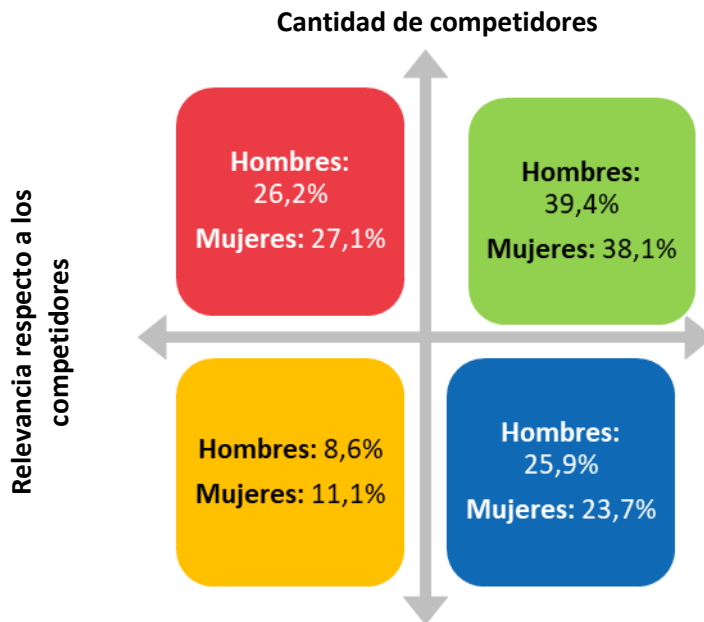 Cantidad de competidores
Relevancia respecto a los
competidores
Hombres:
26,2%
Mujeres: 27,1%
Hombres:
39,4%
Mujeres: 38,1%
Hombres: 8,6%
Mujeres: 11,1%
Hombres:
25,9%
Mujeres: 23,7%